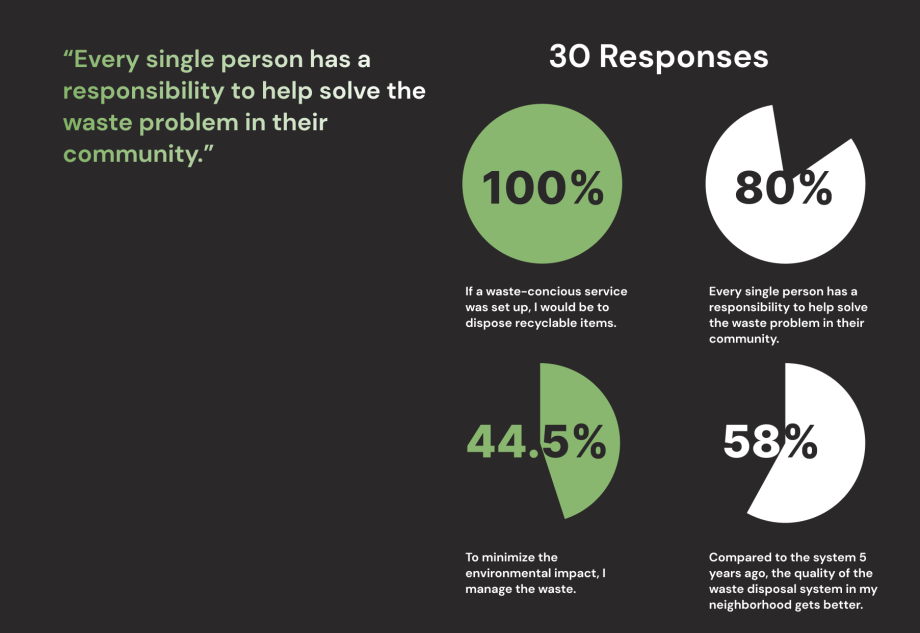 “Every single person has a
responsibility to help solve the
waste problem in their
community.”
30 Responses
100%
If a waste-concious service
was set up, I would be to
dispose recyclable items.
80%
Every single person has a
responsibility to help solve
the waste problem in their
community.
44.5%
To minimize the
environmental impact, I
manage the waste.
58%
Compared to the system 5
years ago, the quality of the
waste disposal system in my
neighborhood gets better.